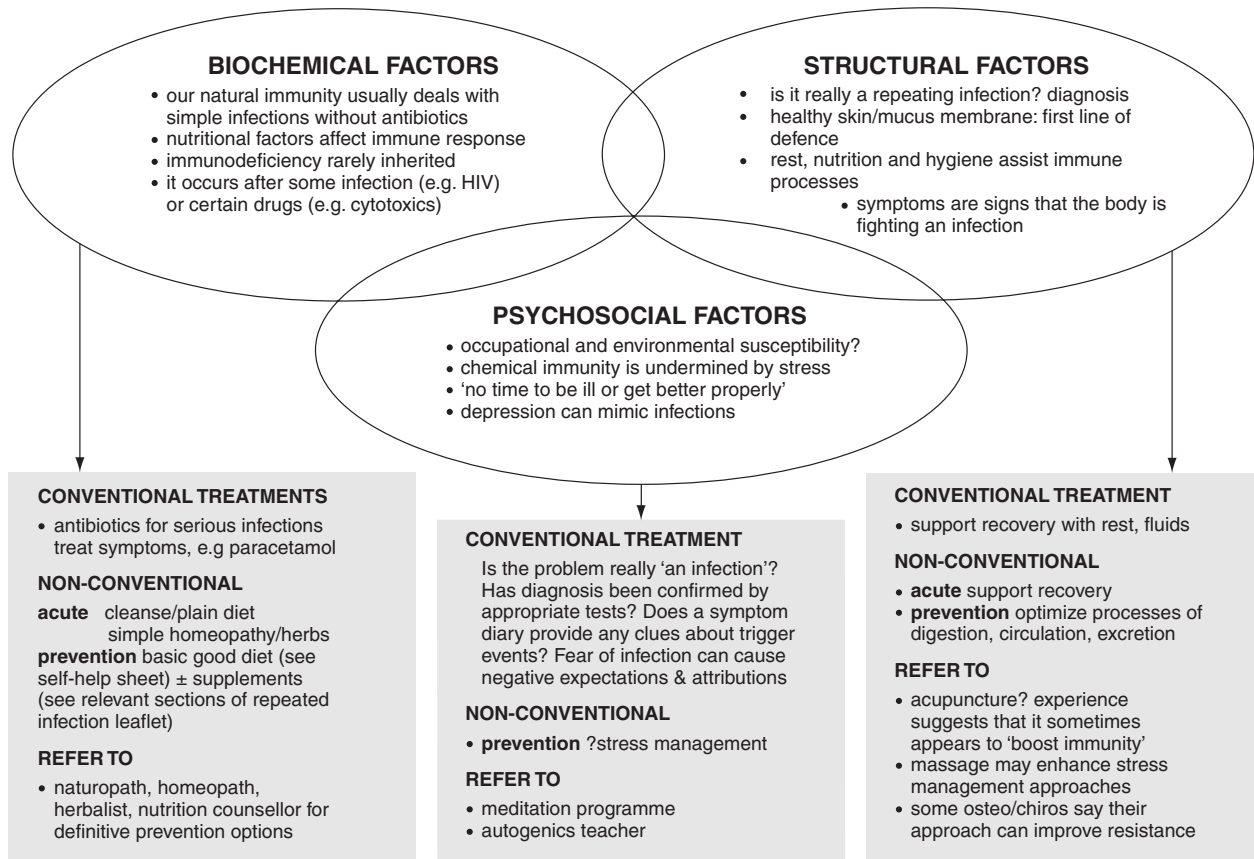 BIOCHEMICAL FACTORS
• our natural immunity usually deals with
simple infections without antibiotics
• nutritional factors affect immune response
• immunodeficiency rarely inherited
• it occurs after some infection (e.g. HIV)
or certain drugs (e.g. cytotoxics)
STRUCTURAL FACTORS
• is it really a repeating infection? diagnosis
• healthy skin/mucus membrane: first line of
defence
• rest, nutrition and hygiene assist immune
processes
• symptoms are signs that the body is
fighting an infection
PSYCHOSOCIAL FACTORS
• occupational and environmental susceptibility?
• chemical immunity is undermined by stress
• ‘no time to be ill or get better properly’
• depression can mimic infections
CONVENTIONAL TREATMENTS
• antibiotics for serious infections
treat symptoms, e.g paracetamol
NON-CONVENTIONAL
acute cleanse/plain diet
simple homeopathy/herbs
prevention basic good diet (see
self-help sheet) ± supplements
(see relevant sections of repeated
infection leaflet)
REFER TO
• naturopath, homeopath,
herbalist, nutrition counsellor for
definitive prevention options
CONVENTIONAL TREATMENT
Is the problem really ‘an infection’?
Has diagnosis been confirmed by
appropriate tests? Does a symptom
diary provide any clues about trigger
events? Fear of infection can cause
negative expectations & attributions
NON-CONVENTIONAL
• prevention ?stress management
REFER TO
• meditation programme
• autogenics teacher
CONVENTIONAL TREATMENT
• support recovery with rest, fluids
NON-CONVENTIONAL
• acute support recovery
• prevention optimize processes of
digestion, circulation, excretion
REFER TO
• acupuncture? experience
suggests that it sometimes
appears to ‘boost immunity’
• massage may enhance stress
management approaches
• some osteo/chiros say their
approach can improve resistance